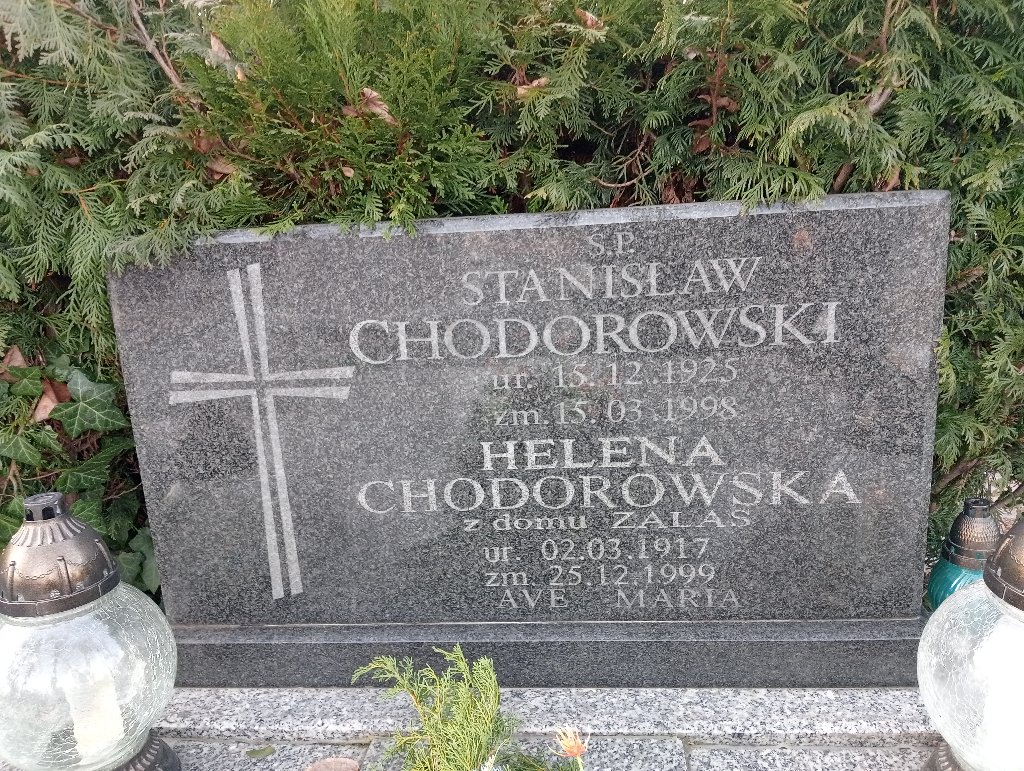 Ś.P.
STANISŁAW
CHODOROWSKI
ur. 15.12.1925
zm. 15.03.1998
HELENA
CHODOROWSKA
z domu ZALAS
ur. 02.03.1917
zm. 25.12.1999
AVE MARIA